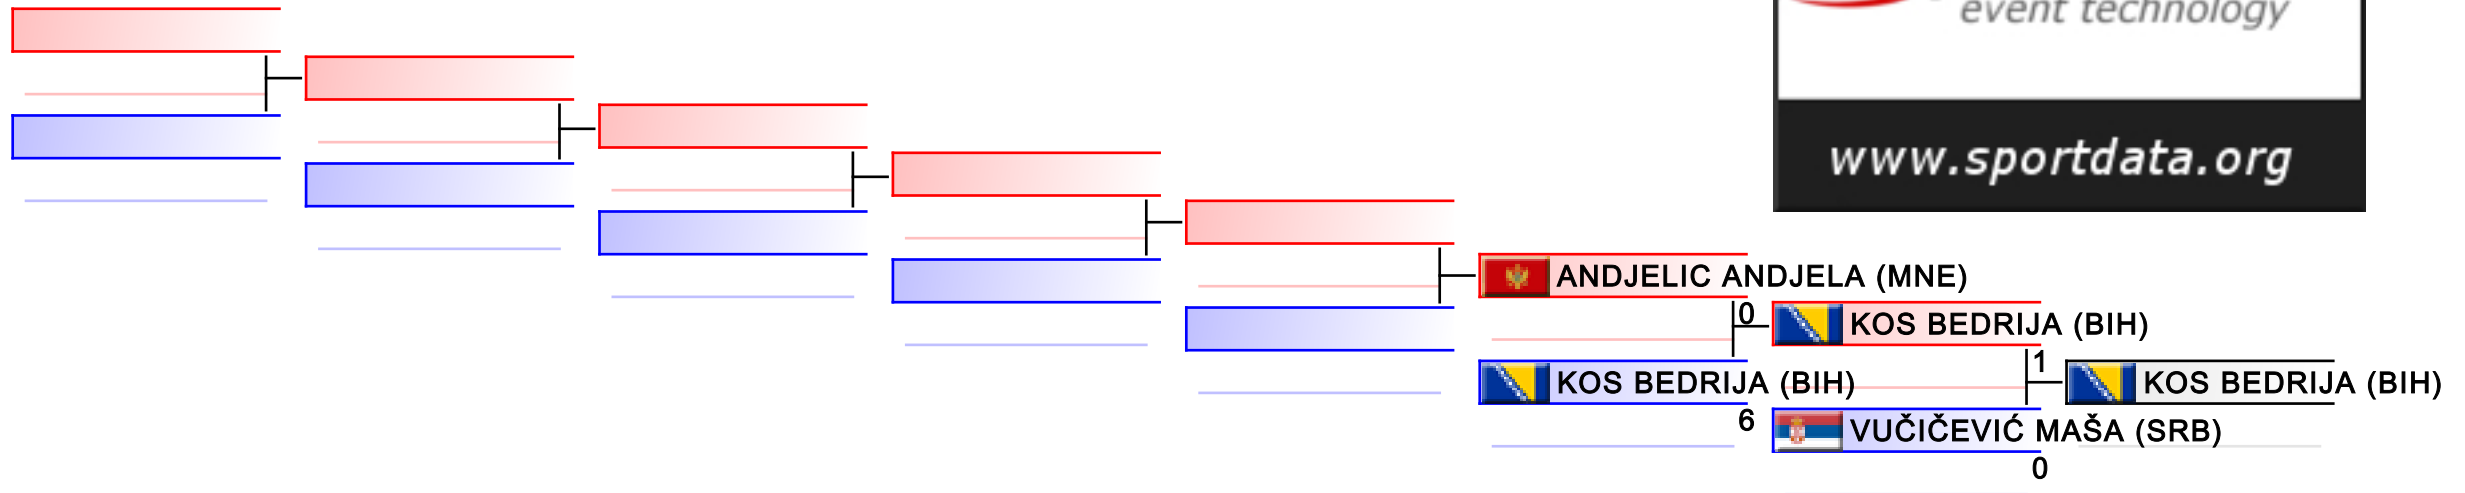 event technology
www.sportdata.org
ANDJELIC ANDJELA (MNE)
0
KOS BEDRIJA (BIH)
1
KOS BEDRIJA (BIH)
KOS BEDRIJA (BIH)
6
VUČIČEVIĆ MAŠA (SRB)
0